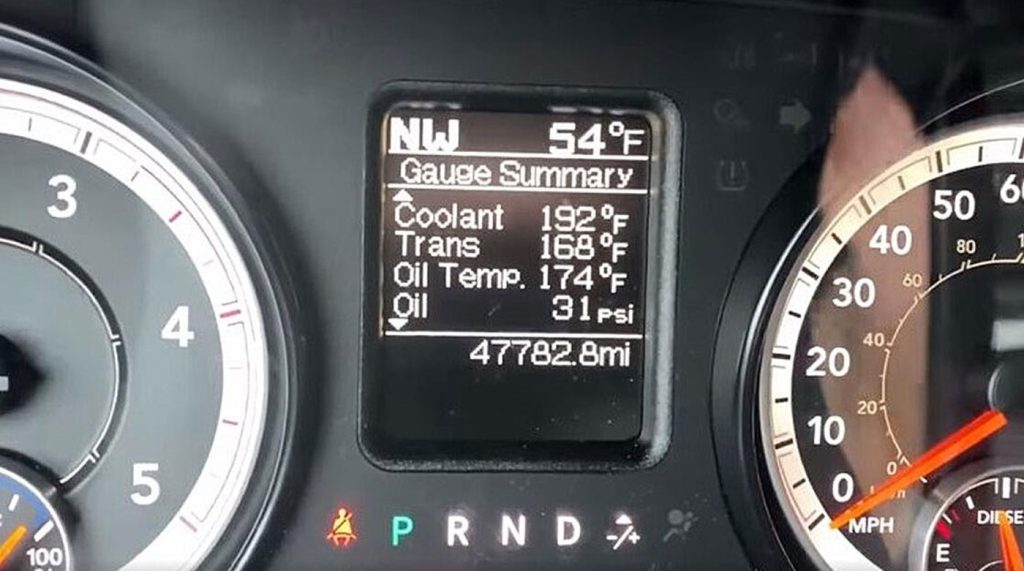 NW 54°F
Gauge Summary
Coolant 192°F
Trans 168°F
Oil Temp. 174°F
Oil 31 psi
47782.8mi
P R N D -/+
3
4
5
100
50
40
30
20
10
0
MPH
80
60
40
20
0
E